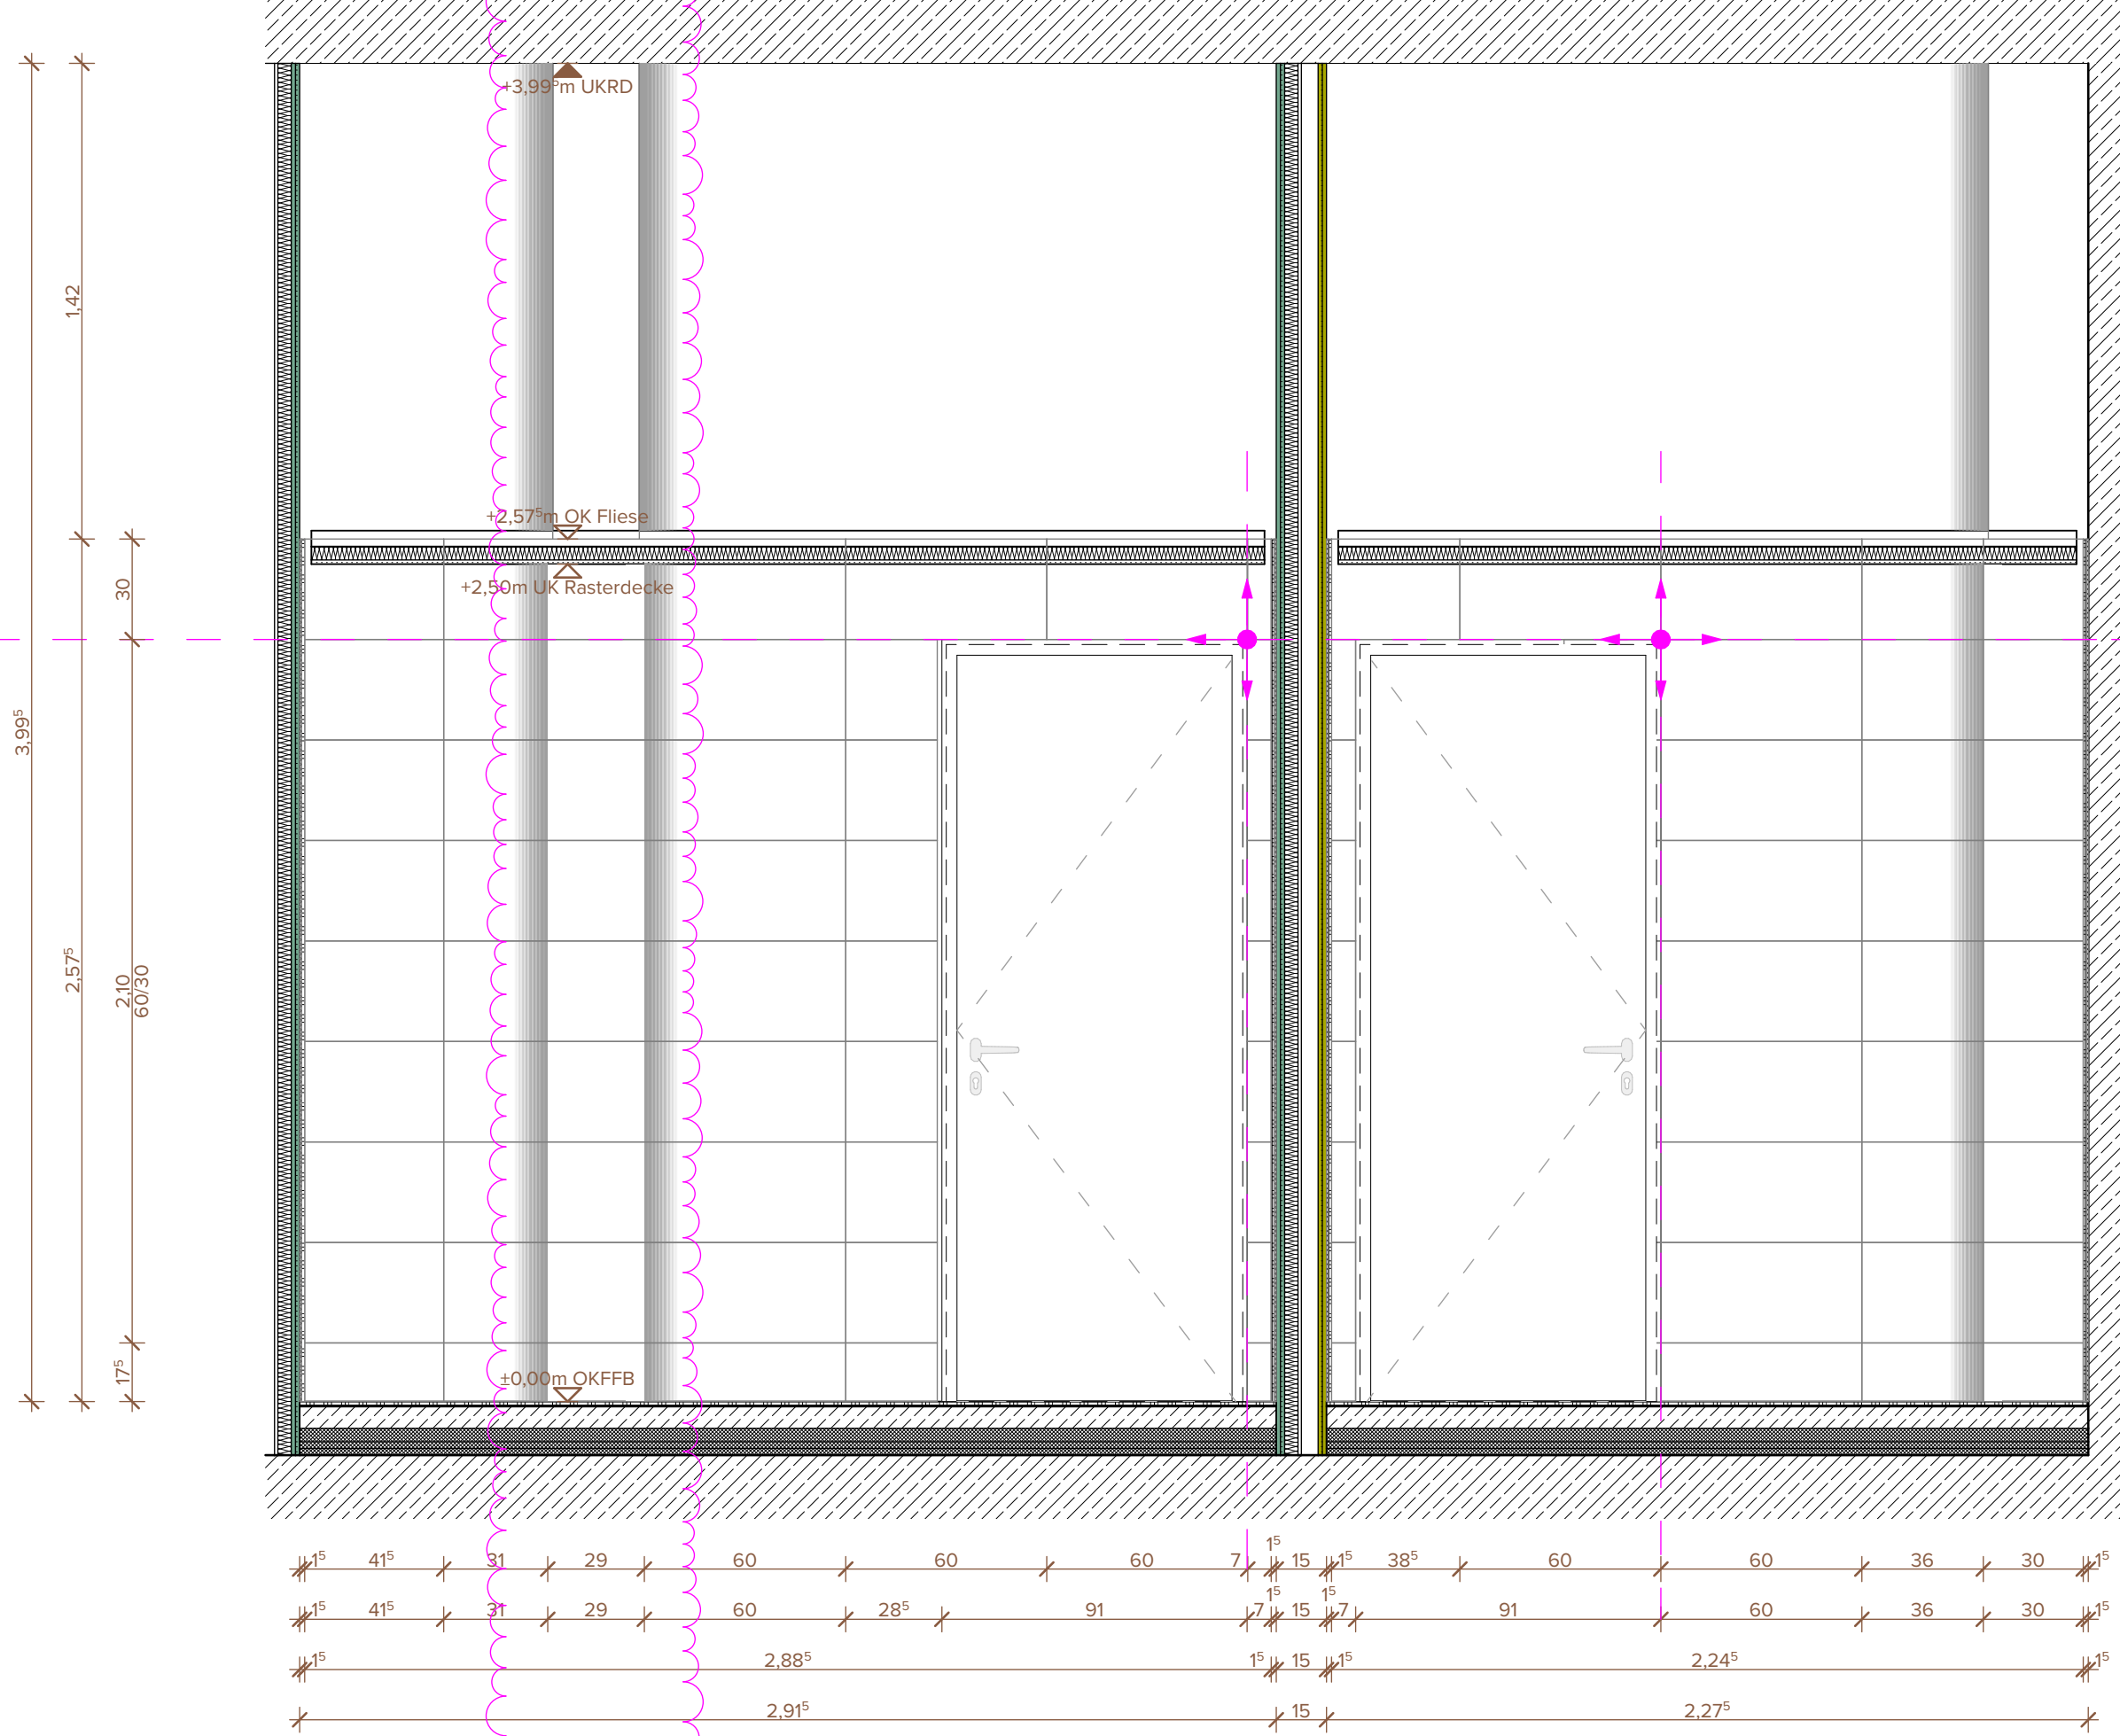 +3,99⁵m UKRD
1,42
+2,57⁵m OK Fliese
+2,50m UK Rasterdecke
30
3,99⁵
2,57⁵
2,10
60/30
17⁵
±0,00m OKFFB
1⁵ 41⁵ 31 29 60 60 60 7 1⁵ 15 1⁵ 38⁵ 60 60 36 30 1⁵
1⁵ 41⁵ 31 29 60 28⁵ 91 7 1⁵ 15 1⁵ 7 91 60 36 30 1⁵
1⁵ 2,88⁵ 1⁵ 15 1⁵ 2,24⁵ 1⁵
2,91⁵ 15 2,27⁵